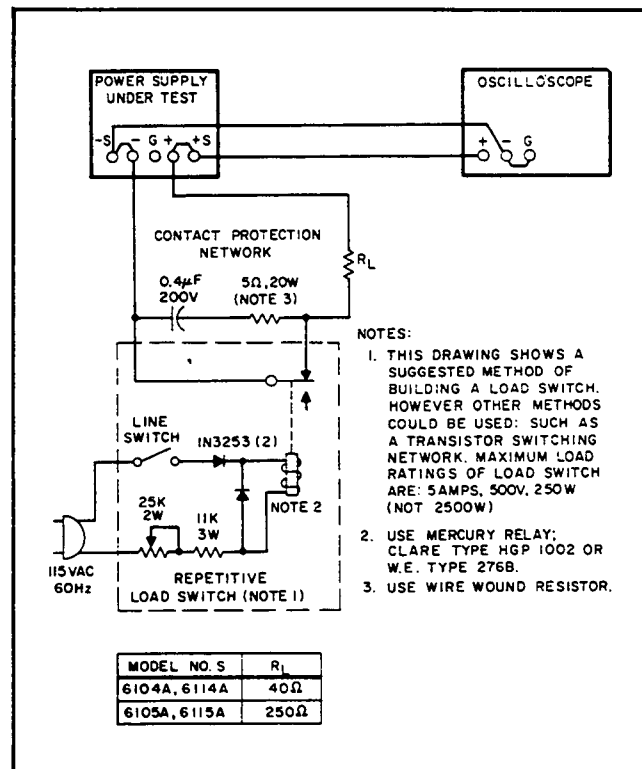 POWER SUPPLY
UNDER TEST
-S - G + +S
OSCILLOSCOPE
+ - G
CONTACT PROTECTION
NETWORK
0.4µF
200V
5Ω,20W
(NOTE 3)
RL
LINE
SWITCH
IN3253 (2)
NOTE 2
25K
2W
11K
3W
115VAC
60Hz
REPETITIVE
LOAD SWITCH (NOTE 1)
NOTES:
1. THIS DRAWING SHOWS A
SUGGESTED METHOD OF
BUILDING A LOAD SWITCH.
HOWEVER OTHER METHODS
COULD BE USED: SUCH AS
A TRANSISTOR SWITCHING
NETWORK. MAXIMUM LOAD
RATINGS OF LOAD SWITCH
ARE: 5AMPS, 500V, 250W
(NOT 2500W)
2. USE MERCURY RELAY;
CLARE TYPE HGP 1002 OR
W.E. TYPE 276B.
3. USE WIRE WOUND RESISTOR.
MODEL NO. S RL
6104A, 6114A 40Ω
6105A, 6115A 250Ω